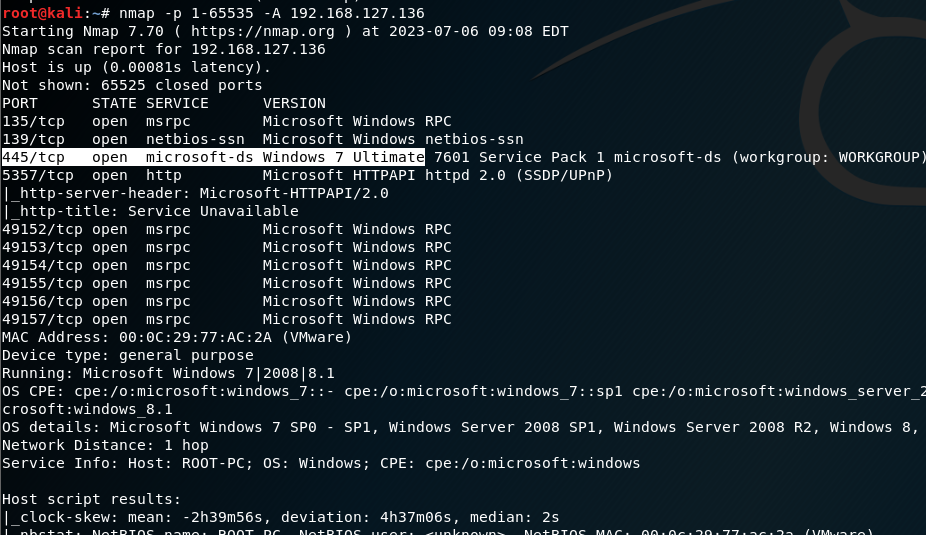 root@kali:~# nmap -p 1-65535 -A 192.168.127.136
Starting Nmap 7.70 ( https://nmap.org ) at 2023-07-06 09:08 EDT
Nmap scan report for 192.168.127.136
Host is up (0.00081s latency).
Not shown: 65525 closed ports
PORT      STATE SERVICE      VERSION
135/tcp   open  msrpc        Microsoft Windows RPC
139/tcp   open  netbios-ssn  Microsoft Windows netbios-ssn
445/tcp   open  microsoft-ds Windows 7 Ultimate 7601 Service Pack 1 microsoft-ds (workgroup: WORKGROUP)
5357/tcp  open  http         Microsoft HTTPAPI httpd 2.0 (SSDP/UPnP)
|_http-server-header: Microsoft-HTTPAPI/2.0
|_http-title: Service Unavailable
49152/tcp open  msrpc        Microsoft Windows RPC
49153/tcp open  msrpc        Microsoft Windows RPC
49154/tcp open  msrpc        Microsoft Windows RPC
49155/tcp open  msrpc        Microsoft Windows RPC
49156/tcp open  msrpc        Microsoft Windows RPC
49157/tcp open  msrpc        Microsoft Windows RPC
MAC Address: 00:0C:29:77:AC:2A (VMware)
Device type: general purpose
Running: Microsoft Windows 7|2008|8.1
OS CPE: cpe:/o:microsoft:windows_7::- cpe:/o:microsoft:windows_7::sp1 cpe:/o:microsoft:windows_server_2
crosoft:windows_8.1
OS details: Microsoft Windows 7 SP0 - SP1, Windows Server 2008 SP1, Windows Server 2008 R2, Windows 8,
Network Distance: 1 hop
Service Info: Host: ROOT-PC; OS: Windows; CPE: cpe:/o:microsoft:windows

Host script results:
|_clock-skew: mean: -2h39m56s, deviation: 4h37m06s, median: 2s
|_nbstat: NetBIOS name: ROOT-PC, NetBIOS user: <unknown>, NetBIOS MAC: 00:0c:29:77:ac:2a (VMware)